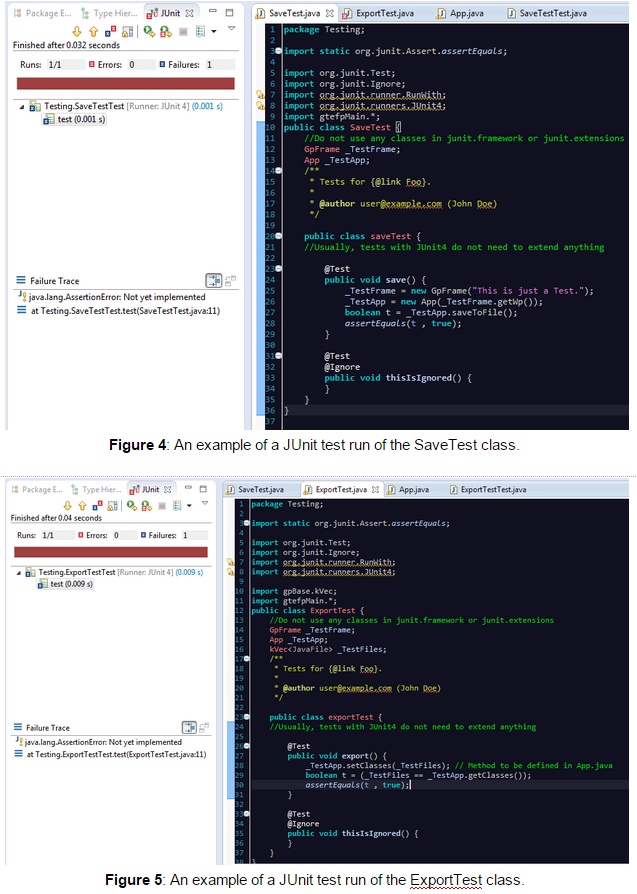 Package E... Type Hier... JUnit
Finished after 0.032 seconds
Runs: 1/1 Errors: 0 Failures: 1
Testing.SaveTestTest [Runner: JUnit 4] (0.001 s)
test (0.001 s)
Failure Trace
java.lang.AssertionError: Not yet implemented
at Testing.SaveTestTest.test(SaveTestTest.java:11)
SaveTest.java ExportTest.java App.java SaveTestTest.java
1 package Testing;
2
3 import static org.junit.Assert.assertEquals;
4
5 import org.junit.Test;
6 import org.junit.Ignore;
7 import org.junit.runner.RunWith;
8 import org.junit.runners.JUnit4;
9 import gtefpMain.*;
10 public class SaveTest {
11 //Do not use any classes in junit.framework or junit.extensions
12 GpFrame _TestFrame;
13 App _TestApp;
14 /**
15 * Tests for {@link Foo}.
16 *
17 * @author user@example.com (John Doe)
18 */
19
20 public class saveTest {
21 //Usually, tests with JUnit4 do not need to extend anything
22
23 @Test
24 public void save() {
25 _TestFrame = new GpFrame("This is just a Test.");
26 _TestApp = new App(_TestFrame.getWp());
27 boolean t = _TestApp.saveToFile();
28 assertEquals(t , true);
29 }
30
31 @Test
32 @Ignore
33 public void thisIsIgnored() {
34 }
35 }
36 }
37
Figure 4: An example of a JUnit test run of the SaveTest class.
Package E... Type Hier... JUnit
Finished after 0.04 seconds
Runs: 1/1 Errors: 0 Failures: 1
Testing.ExportTestTest [Runner: JUnit 4] (0.009 s)
test (0.009 s)
Failure Trace
java.lang.AssertionError: Not yet implemented
at Testing.ExportTestTest.test(ExportTestTest.java:11)
SaveTest.java ExportTest.java App.java ExportTestTest.java
1 package Testing;
2
3 import static org.junit.Assert.assertEquals;
4
5 import org.junit.Test;
6 import org.junit.Ignore;
7 import org.junit.runner.RunWith;
8 import org.junit.runners.JUnit4;
9
10 import gpBase.kVec;
11 import gtefpMain.*;
12 public class ExportTest {
13 //Do not use any classes in junit.framework or junit.extensions
14 GpFrame _TestFrame;
15 App _TestApp;
16 kVec<JavaFile> _TestFiles;
17 /**
18 * Tests for {@link Foo}.
19 *
20 * @author user@example.com (John Doe)
21 */
22
23 public class exportTest {
24 //Usually, tests with JUnit4 do not need to extend anything
25
26 @Test
27 public void export() {
28 _TestApp.setClasses(_TestFiles); // Method to be defined in App.java
29 boolean t = (_TestFiles == _TestApp.getClasses());
30 assertEquals(t , true);
31 }
32
33 @Test
34 @Ignore
35 public void thisIsIgnored() {
36 }
37 }
38 }
Figure 5: An example of a JUnit test run of the ExportTest class.